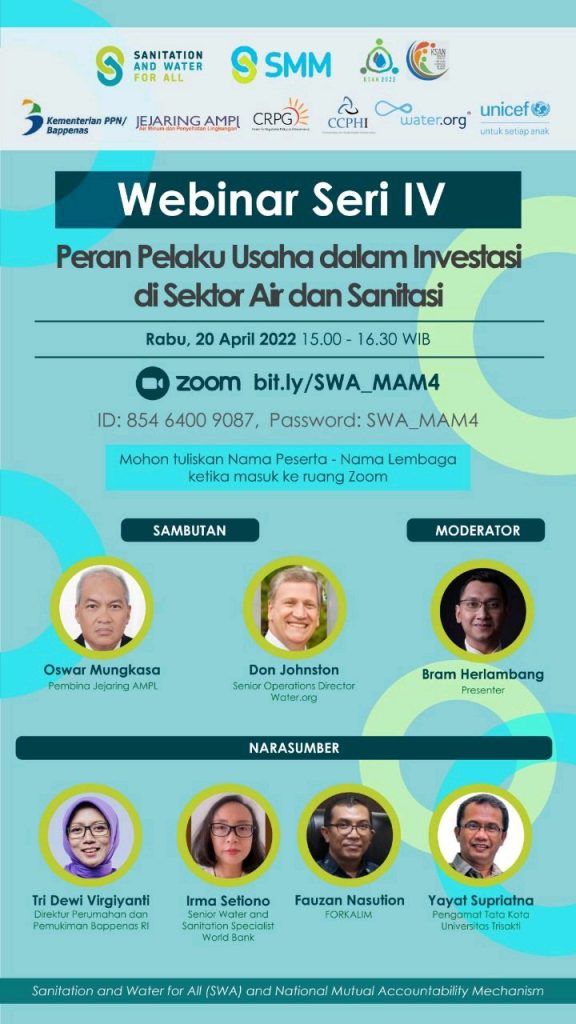 SANITATION
AND WATER
FOR ALL
SMM
KSAN 2022
KSAN
Kementerian PPN/
Bappenas
JEJARING AMPL
Air Minum dan Penyehatan Lingkungan
CRPG
CCPHI
water.org
unicef
untuk setiap anak
Webinar Seri IV
Peran Pelaku Usaha dalam Investasi
di Sektor Air dan Sanitasi
Rabu, 20 April 2022 15.00 - 16.30 WIB
zoom bit.ly/SWA_MAM4
ID: 854 6400 9087, Password: SWA_MAM4
Mohon tuliskan Nama Peserta - Nama Lembaga
ketika masuk ke ruang Zoom
SAMBUTAN
MODERATOR
Oswar Mungkasa
Pembina Jejaring AMPL
Don Johnston
Senior Operations Director
Water.org
Bram Herlambang
Presenter
NARASUMBER
Tri Dewi Virgiyanti
Direktur Perumahan dan
Pemukiman Bappenas RI
Irma Setiono
Senior Water and
Sanitation Specialist
World Bank
Fauzan Nasution
FORKALIM
Yayat Supriatna
Pengamat Tata Kota
Universitas Trisakti
Sanitation and Water for All (SWA) and National Mutual Accountability Mechanism